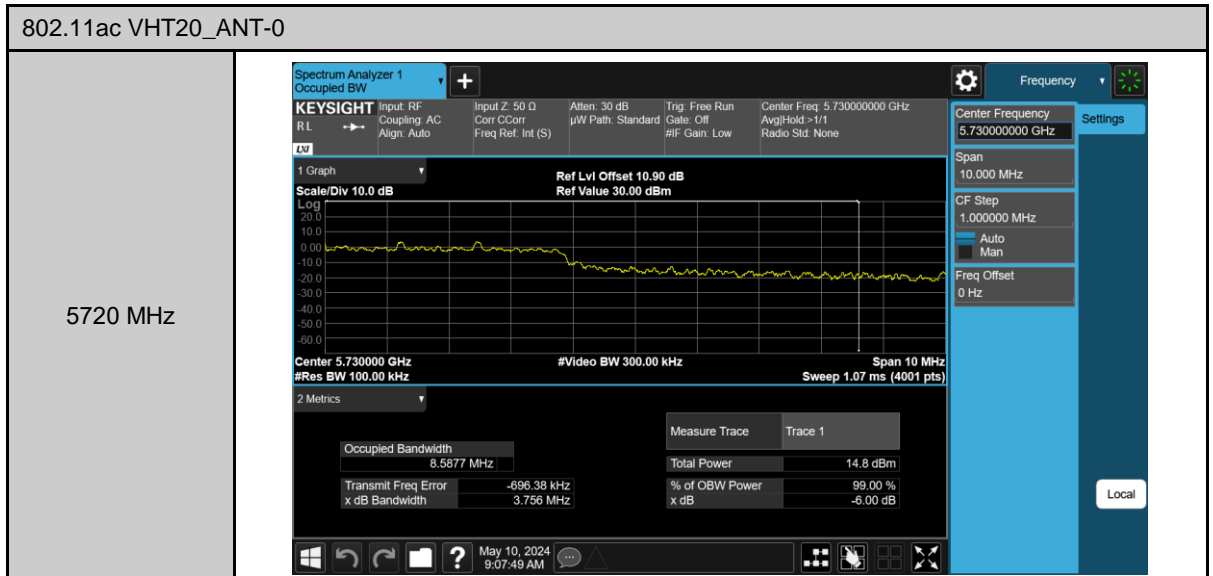 802.11ac VHT20_ANT-0
5720 MHz
Spectrum Analyzer 1
Occupied BW
Frequency
KEYSIGHT
RL
LXI
Input: RF
Coupling: AC
Align: Auto
Input Z: 50 Ω
Corr CCorr
Freq Ref: Int (S)
Atten: 30 dB
µW Path: Standard
Trig: Free Run
Gate: Off
#IF Gain: Low
Center Freq: 5.730000000 GHz
Avg|Hold:>1/1
Radio Std: None
Center Frequency
5.730000000 GHz
Settings
Span
10.000 MHz
CF Step
1.000000 MHz
Auto
Man
Freq Offset
0 Hz
Local
1 Graph
Scale/Div 10.0 dB
Ref Lvl Offset 10.90 dB
Ref Value 30.00 dBm
Log
20.0
10.0
0.00
-10.0
-20.0
-30.0
-40.0
-50.0
-60.0
Center 5.730000 GHz
#Video BW 300.00 kHz
Span 10 MHz
#Res BW 100.00 kHz
Sweep 1.07 ms (4001 pts)
2 Metrics
Measure Trace Trace 1
Occupied Bandwidth
8.5877 MHz
Total Power 14.8 dBm
Transmit Freq Error -696.38 kHz
% of OBW Power 99.00 %
x dB Bandwidth 3.756 MHz
x dB -6.00 dB
?
May 10, 2024
9:07:49 AM